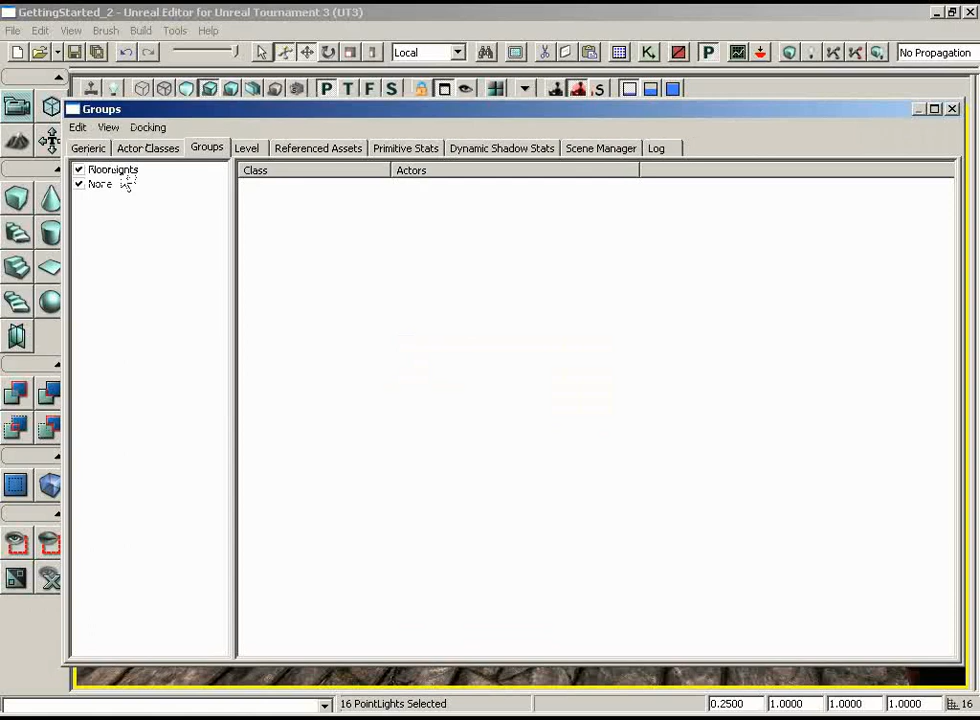 GettingStarted_2 - Unreal Editor for Unreal Tournament 3 (UT3)
File Edit View Brush Build Tools Help
Local
No Propagation
P T F S
Groups
Edit View Docking
Generic Actor Classes Groups Level Referenced Assets Primitive Stats Dynamic Shadow Stats Scene Manager Log
Class Actors
None
16 PointLights Selected 0.2500 1.0000 1.0000 1.0000 16